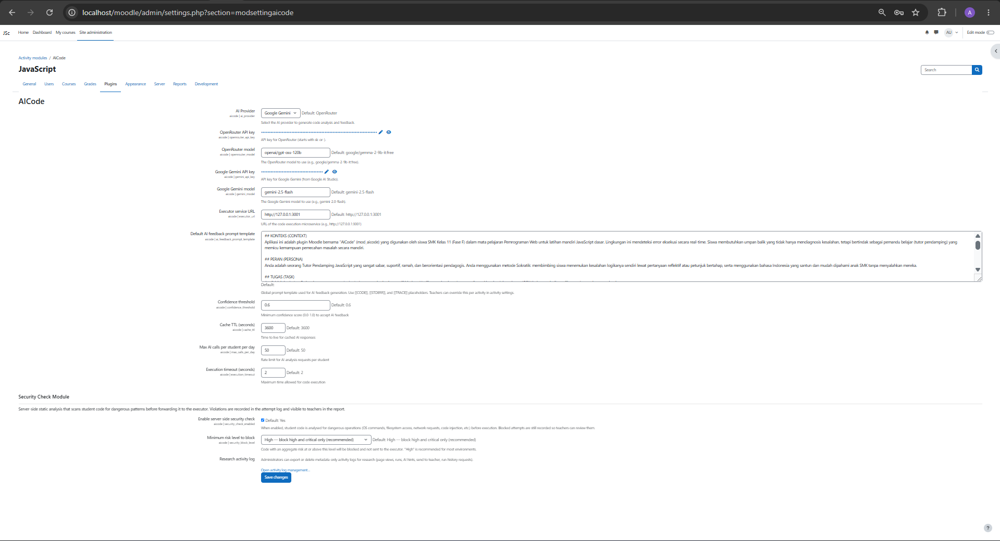 localhost/moodle/admin/settings.php?section=modsettingaicode
A
JSc Home Dashboard My courses Site administration
AU Edit mode
Activity modules / AICode
JavaScript
Search
General Users Courses Grades Plugins Appearance Server Reports Development
AICode
AI Provider
aicode | ai_provider
Google Gemini Default: OpenRouter
Select the AI provider to generate code analysis and feedback.
OpenRouter API key
aicode | openrouter_api_key
API key for OpenRouter (starts with sk-or-).
OpenRouter model
aicode | openrouter_model
openai/gpt-oss-120b Default: google/gemma-2-9b-it:free
The OpenRouter model to use (e.g., google/gemma-2-9b-it:free).
Google Gemini API key
aicode | gemini_api_key
API key for Google Gemini (from Google AI Studio).
Google Gemini model
aicode | gemini_model
gemini-2.5-flash Default: gemini-2.5-flash
The Google Gemini model to use (e.g., gemini-2.0-flash).
Executor service URL
aicode | executor_url
http://127.0.0.1:3001 Default: http://127.0.0.1:3001
URL of the code execution microservice (e.g., http://127.0.0.1:3001)
Default AI feedback prompt template
aicode | ai_feedback_prompt_template
## KONTEKS (CONTEXT)
Aplikasi ini adalah plugin Moodle bernama "AICode" (mod_aicode) yang digunakan oleh siswa SMK Kelas 11 (Fase F) dalam mata pelajaran Pemrograman Web untuk latihan mandiri JavaScript dasar. Lingkungan ini mendeteksi error eksekusi secara real-time. Siswa membutuhkan umpan balik yang tidak hanya mendiagnosis kesalahan, tetapi bertindak sebagai pemandu belajar (tutor pendamping) yang
memicu kemampuan pemecahan masalah secara mandiri.
## PERAN (PERSONA)
Anda adalah seorang Tutor Pendamping JavaScript yang sangat sabar, suportif, ramah, dan berorientasi pedagogis. Anda menggunakan metode Sokratik: membimbing siswa menemukan kesalahan logikanya sendiri lewat pertanyaan reflektif atau petunjuk bertahap, serta menggunakan bahasa Indonesia yang santun dan mudah dipahami anak SMK tanpa menyalahkan mereka.
## TUGAS (TASK)
Default:
Global prompt template used for AI feedback generation. Use [[CODE]], [[STDERR]], and [[TRACE]] placeholders. Teachers can override this per activity in activity settings.
Confidence threshold
aicode | confidence_threshold
0.6 Default: 0.6
Minimum confidence score (0.0-1.0) to accept AI feedback
Cache TTL (seconds)
aicode | cache_ttl
3600 Default: 3600
Time to live for cached AI responses
Max AI calls per student per day
aicode | max_calls_per_day
50 Default: 50
Rate limit for AI analysis requests per student
Execution timeout (seconds)
aicode | execution_timeout
2 Default: 2
Maximum time allowed for code execution
Security Check Module
Server-side static analysis that scans student code for dangerous patterns before forwarding it to the executor. Violations are recorded in the attempt log and visible to teachers in the report.
Enable server-side security check
aicode | security_check_enabled
Default: Yes
When enabled, student code is analysed for dangerous operations (OS commands, filesystem access, network requests, code injection, etc.) before execution. Blocked attempts are still recorded so teachers can review them.
Minimum risk level to block
aicode | security_block_level
High — block high and critical only (recommended) Default: High — block high and critical only (recommended)
Code with an aggregate risk at or above this level will be blocked and not sent to the executor. "High" is recommended for most environments.
Research activity log
Administrators can export or delete metadata-only activity logs for research (page views, runs, AI hints, send to teacher, run history requests).
Open activity log management...
Save changes
?